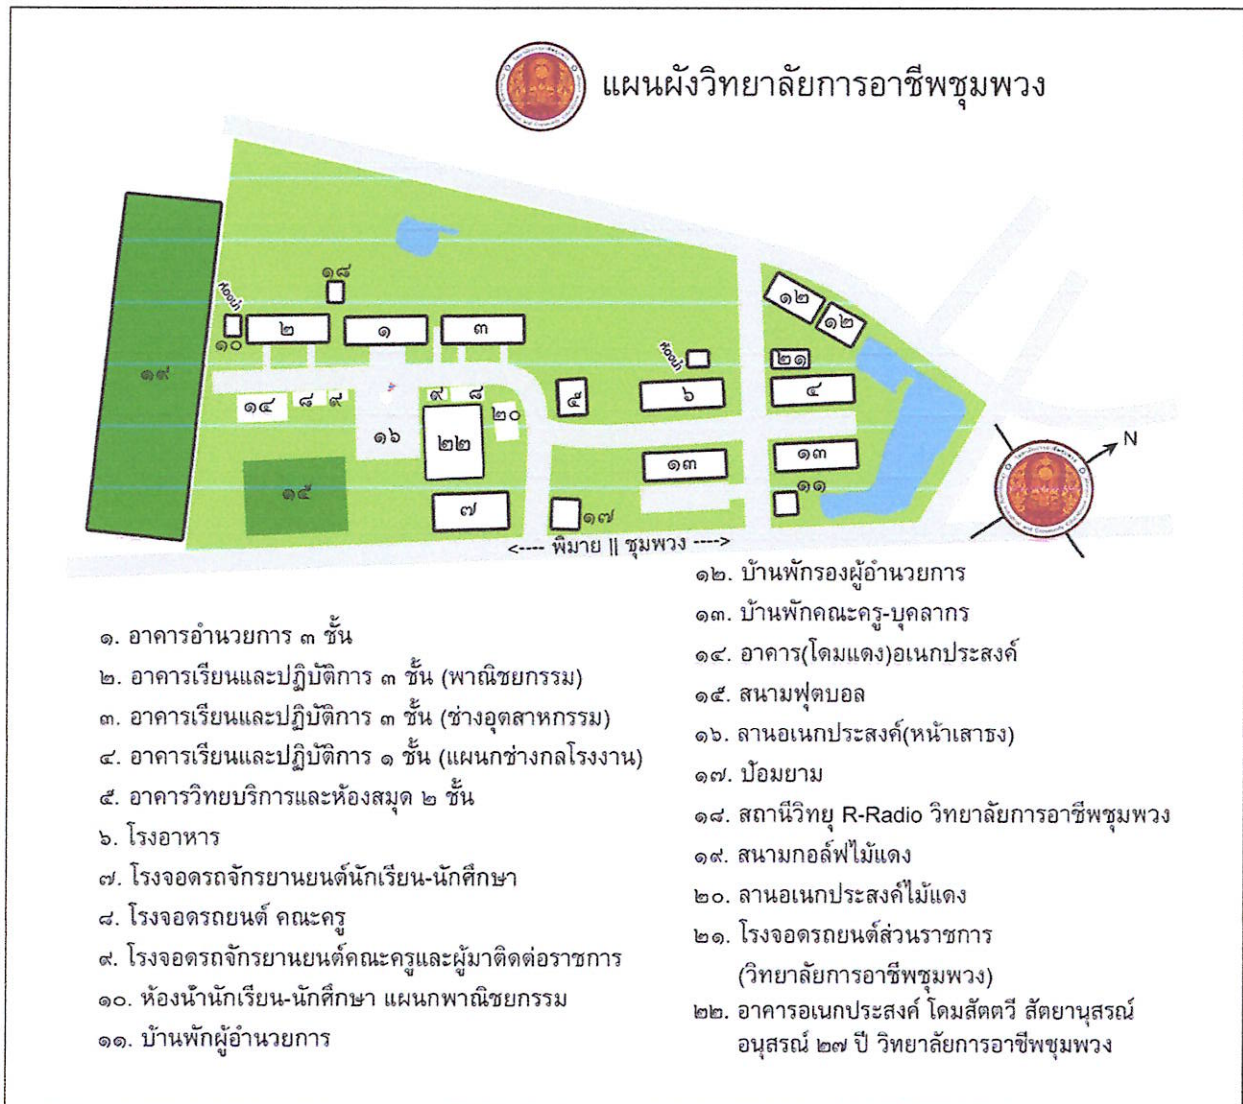 แผนผังวิทยาลัยการอาชีพชุมพวง
๑๘
ห้องน้ำ
๒
๑
๓
๑๐
๑๒
๑๒
ห้องน้ำ
๒๑
๑๙
๑๔
๘
๙
๙
๘
๕
๖
๔
๒๐
๑๖
๒๒
N
๑๓
๑๓
๑๕
๗
๑๗
๑๑
<---- พิมาย || ชุมพวง ---->
๑. อาคารอำนวยการ ๓ ชั้น
๒. อาคารเรียนและปฏิบัติการ ๓ ชั้น (พาณิชยกรรม)
๓. อาคารเรียนและปฏิบัติการ ๓ ชั้น (ช่างอุตสาหกรรม)
๔. อาคารเรียนและปฏิบัติการ ๑ ชั้น (แผนกช่างกลโรงงาน)
๕. อาคารวิทยบริการและห้องสมุด ๒ ชั้น
๖. โรงอาหาร
๗. โรงจอดรถจักรยานยนต์นักเรียน-นักศึกษา
๘. โรงจอดรถยนต์ คณะครู
๙. โรงจอดรถจักรยานยนต์คณะครูและผู้มาติดต่อราชการ
๑๐. ห้องน้ำนักเรียน-นักศึกษา แผนกพาณิชยกรรม
๑๑. บ้านพักผู้อำนวยการ
๑๒. บ้านพักรองผู้อำนวยการ
๑๓. บ้านพักคณะครู-บุคลากร
๑๔. อาคาร(โดมแดง)อเนกประสงค์
๑๕. สนามฟุตบอล
๑๖. ลานอเนกประสงค์(หน้าเสาธง)
๑๗. ป้อมยาม
๑๘. สถานีวิทยุ R-Radio วิทยาลัยการอาชีพชุมพวง
๑๙. สนามกอล์ฟไม้แดง
๒๐. ลานอเนกประสงค์ไม้แดง
๒๑. โรงจอดรถยนต์ส่วนราชการ
(วิทยาลัยการอาชีพชุมพวง)
๒๒. อาคารอเนกประสงค์ โดมสัตตวี สัตยานุสรณ์
อนุสรณ์ ๒๗ ปี วิทยาลัยการอาชีพชุมพวง